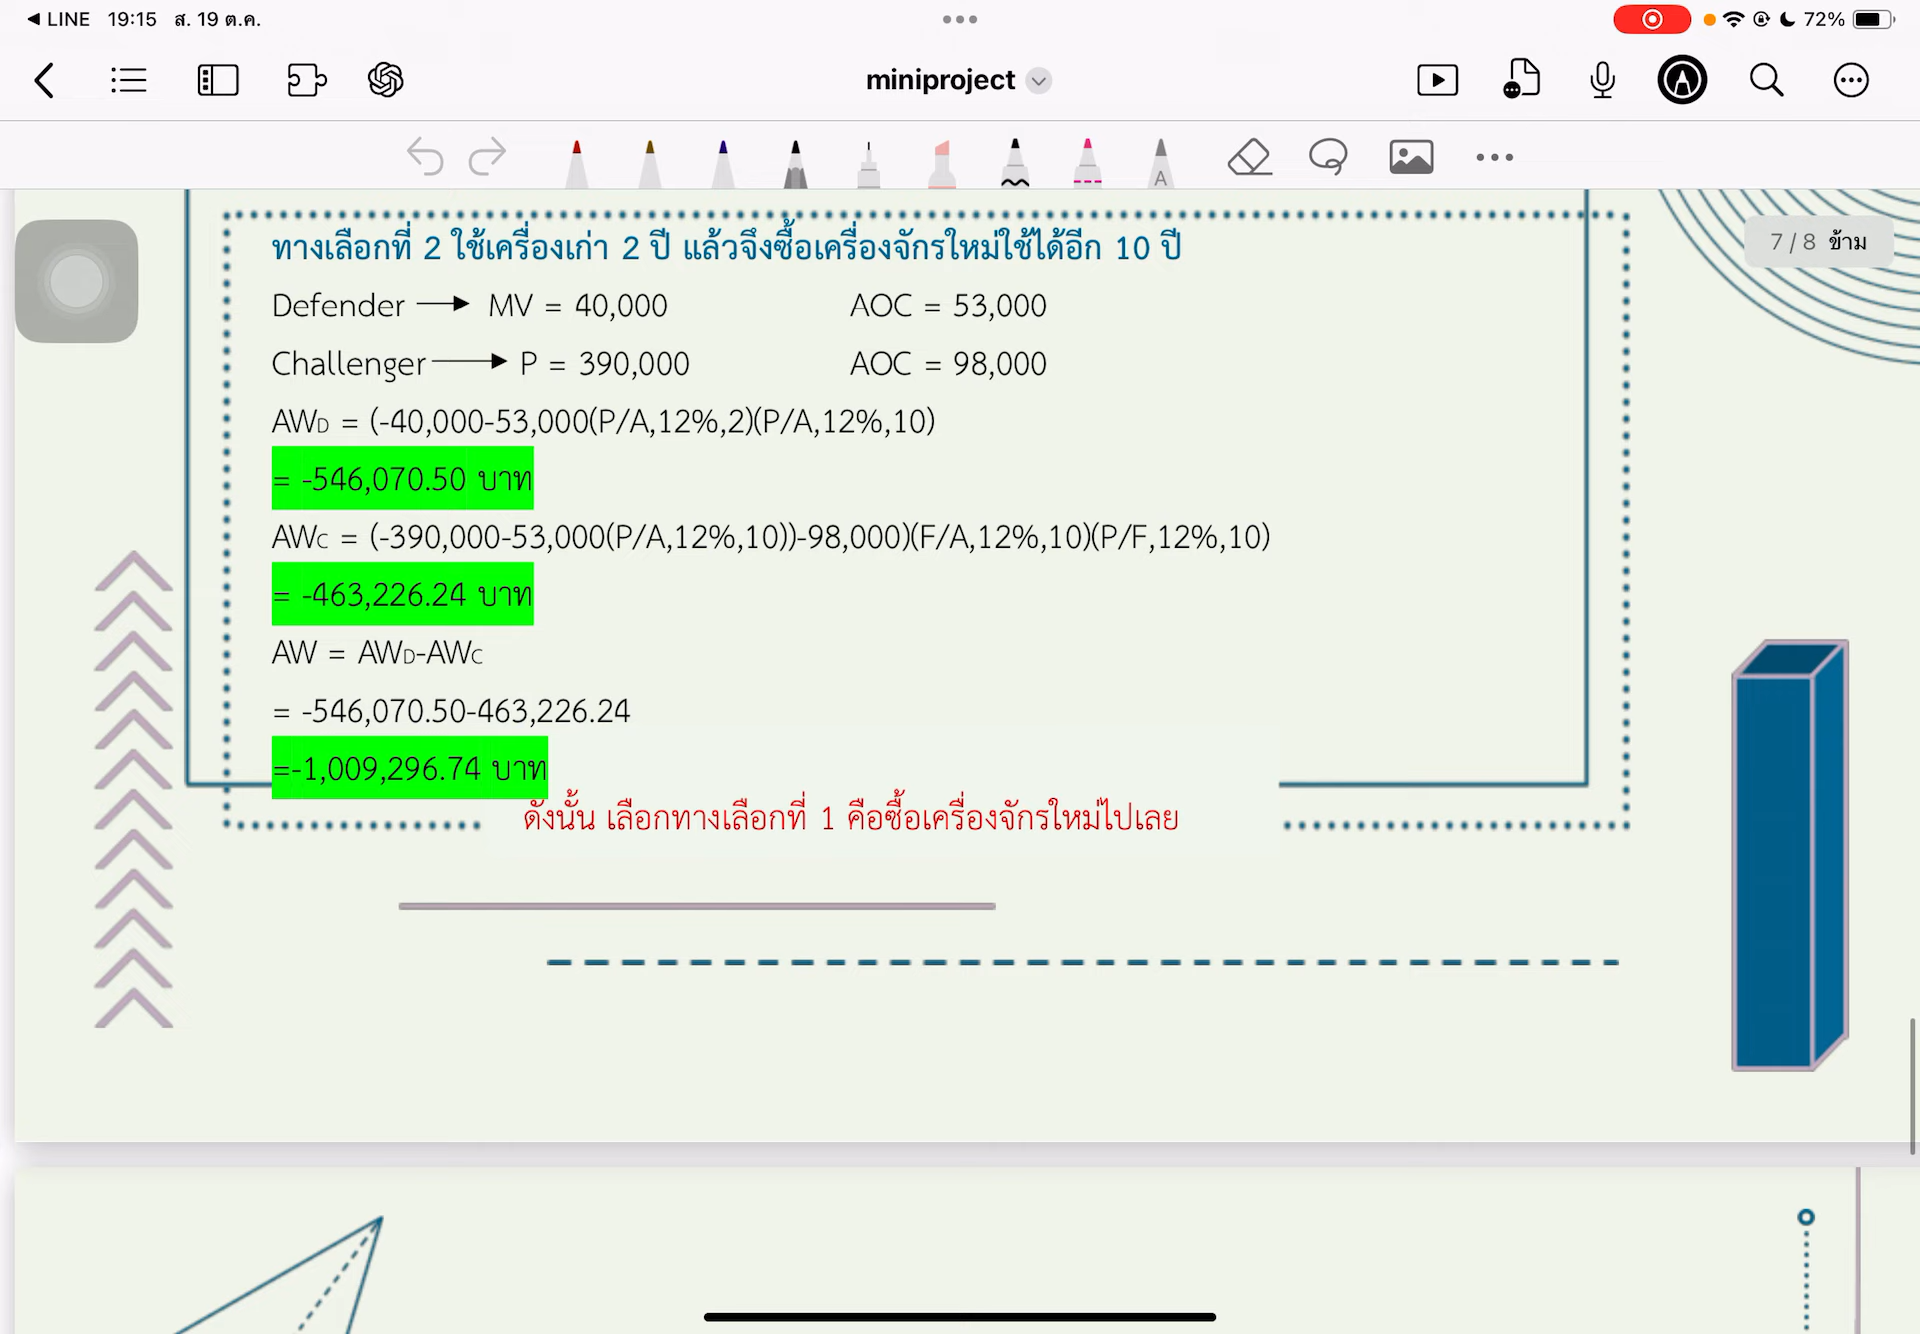 ◀ LINE 19:15 ส. 19 ต.ค.
72%
miniproject
A
7 / 8 ข้าม
ทางเลือกที่ 2 ใช้เครื่องเก่า 2 ปี แล้วจึงซื้อเครื่องจักรใหม่ใช้ได้อีก 10 ปี
Defender → MV = 40,000 AOC = 53,000
Challenger → P = 390,000 AOC = 98,000
AWD = (-40,000-53,000(P/A,12%,2)(P/A,12%,10)
= -546,070.50 บาท
AWC = (-390,000-53,000(P/A,12%,10))-98,000)(F/A,12%,10)(P/F,12%,10)
= -463,226.24 บาท
AW = AWD-AWC
= -546,070.50-463,226.24
=-1,009,296.74 บาท
ดังนั้น เลือกทางเลือกที่ 1 คือซื้อเครื่องจักรใหม่ไปเลย